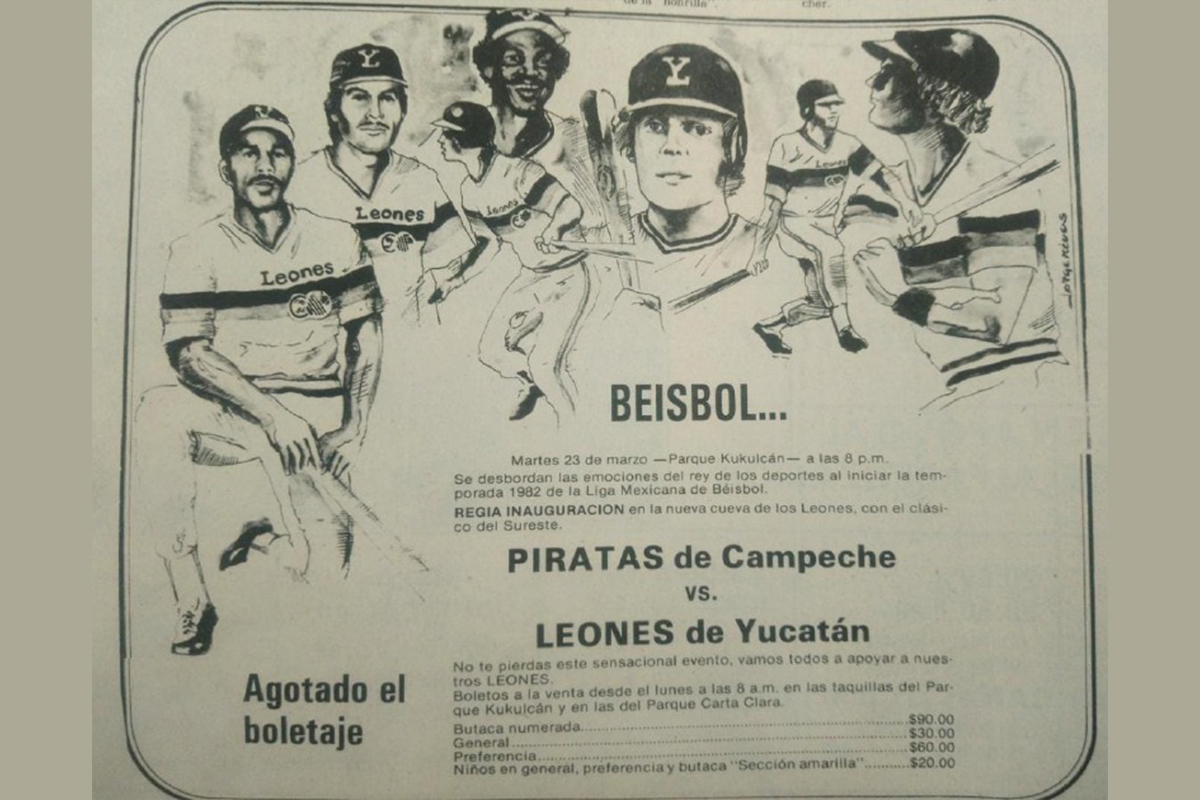 de la "honrilla".
cher.
Y
Y
Leones
Leones
Leones
Leones
JORGE
BEISBOL...
Martes 23 de marzo —Parque Kukulcán— a las 8 p.m.
Se desbordan las emociones del rey de los deportes al iniciar la tem-
porada 1982 de la Liga Mexicana de Béisbol.
REGIA INAUGURACION en la nueva cueva de los Leones, con el clási-
co del Sureste.
PIRATAS de Campeche
vs.
LEONES de Yucatán
No te pierdas este sensacional evento, vamos todos a apoyar a nues-
tros LEONES.
Boletos a la venta desde el lunes a las 8 a.m. en las taquillas del Par-
que Kukulcán y en las del Parque Carta Clara.
Butaca numerada..........$90.00
General..........$30.00
Preferencia..........$60.00
Niños en general, preferencia y butaca "Sección amarilla"..........$20.00
Agotado el
boletaje